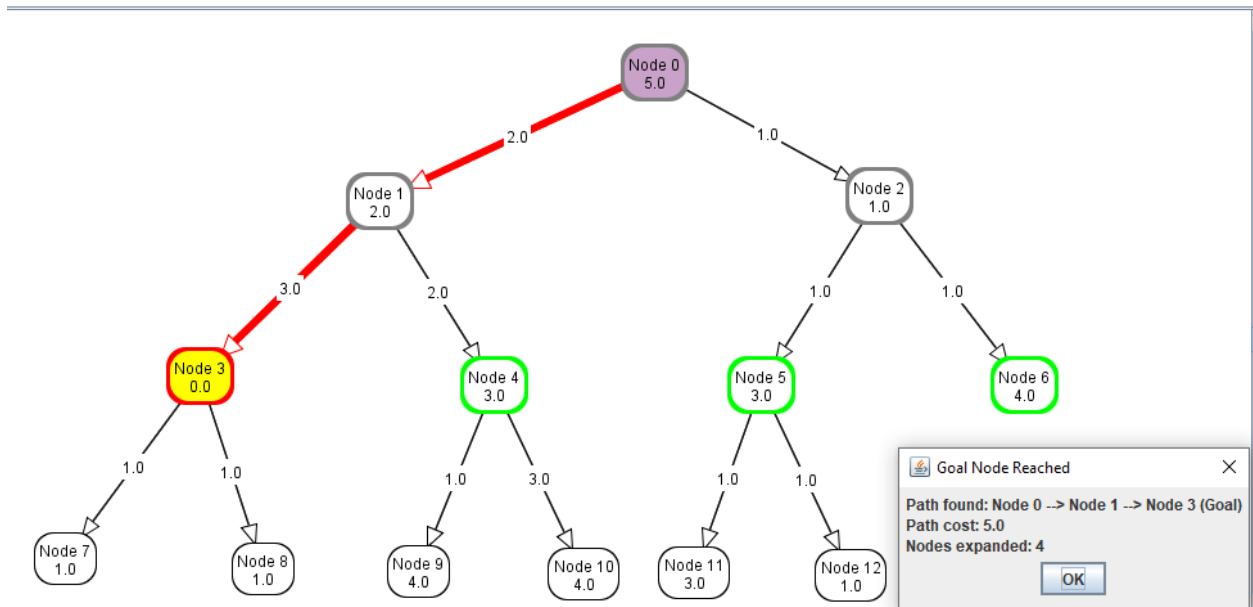 Node 0
5.0
2.0
1.0
Node 1
2.0
Node 2
1.0
3.0
2.0
1.0
1.0
Node 3
0.0
Node 4
3.0
Node 5
3.0
Node 6
4.0
1.0
1.0
1.0
3.0
1.0
1.0
Node 7
1.0
Node 8
1.0
Node 9
4.0
Node 10
4.0
Node 11
3.0
Node 12
1.0
Goal Node Reached
Path found: Node 0 --> Node 1 --> Node 3 (Goal)
Path cost: 5.0
Nodes expanded: 4
OK